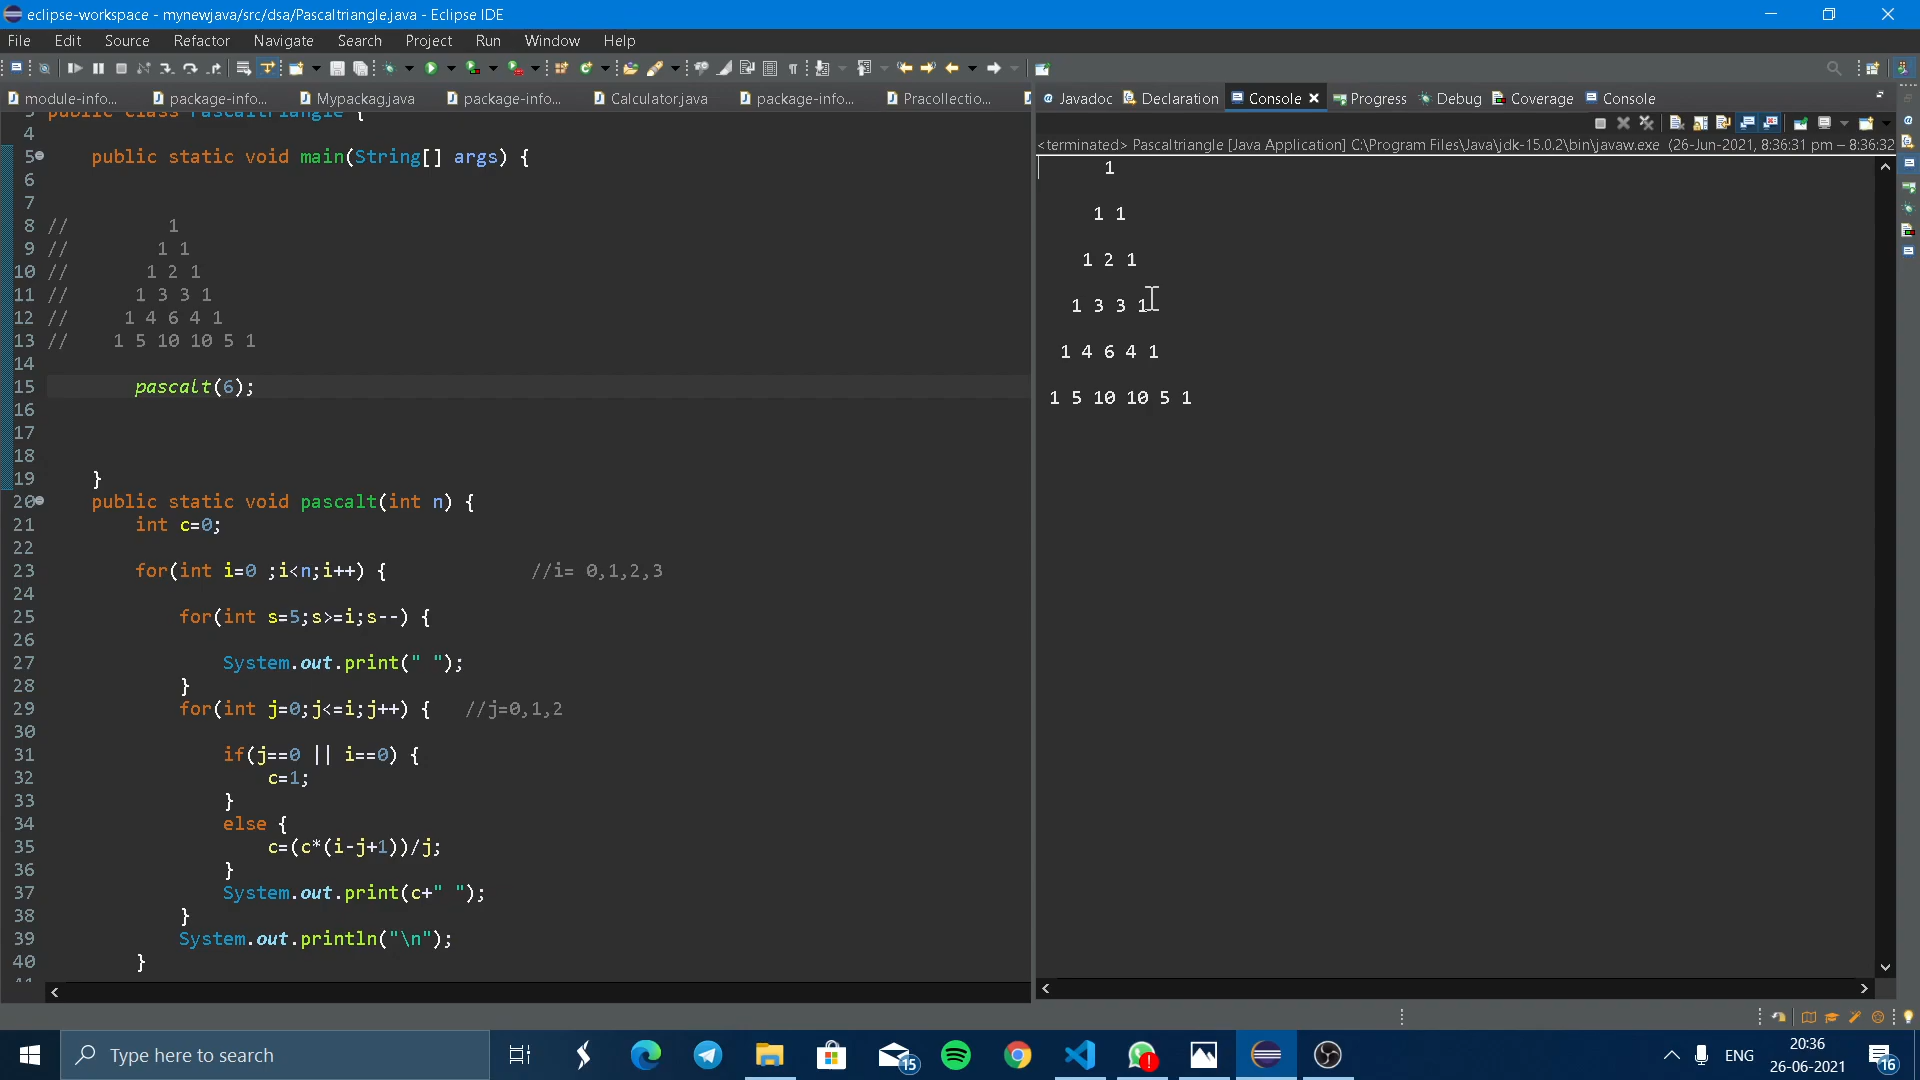 eclipse-workspace - mynewjava/src/dsa/Pascaltriangle.java - Eclipse IDE
File Edit Source Refactor Navigate Search Project Run Window Help
module-info... package-info... Mypackag.java package-info... Calculator.java package-info... Pracollectio...
Javadoc Declaration Console Progress Debug Coverage Console
<terminated> Pascaltriangle [Java Application] C:\Program Files\Java\jdk-15.0.2\bin\javaw.exe (26-Jun-2021, 8:36:31 pm – 8:36:32
3 public class Pascaltriangle {
4
5 public static void main(String[] args) {
6
7
8 // 1
9 // 1 1
10 // 1 2 1
11 // 1 3 3 1
12 // 1 4 6 4 1
13 // 1 5 10 10 5 1
14
15 pascalt(6);
16
17
18
19 }
20 public static void pascalt(int n) {
21 int c=0;
22
23 for(int i=0 ;i<n;i++) { //i= 0,1,2,3
24
25 for(int s=5;s>=i;s--) {
26
27 System.out.print(" ");
28 }
29 for(int j=0;j<=i;j++) { //j=0,1,2
30
31 if(j==0 || i==0) {
32 c=1;
33 }
34 else {
35 c=(c*(i-j+1))/j;
36 }
37 System.out.print(c+" ");
38 }
39 System.out.println("\n");
40 }
1
1 1
1 2 1
1 3 3 1
1 4 6 4 1
1 5 10 10 5 1
Type here to search
15
ENG
20:36
26-06-2021
16